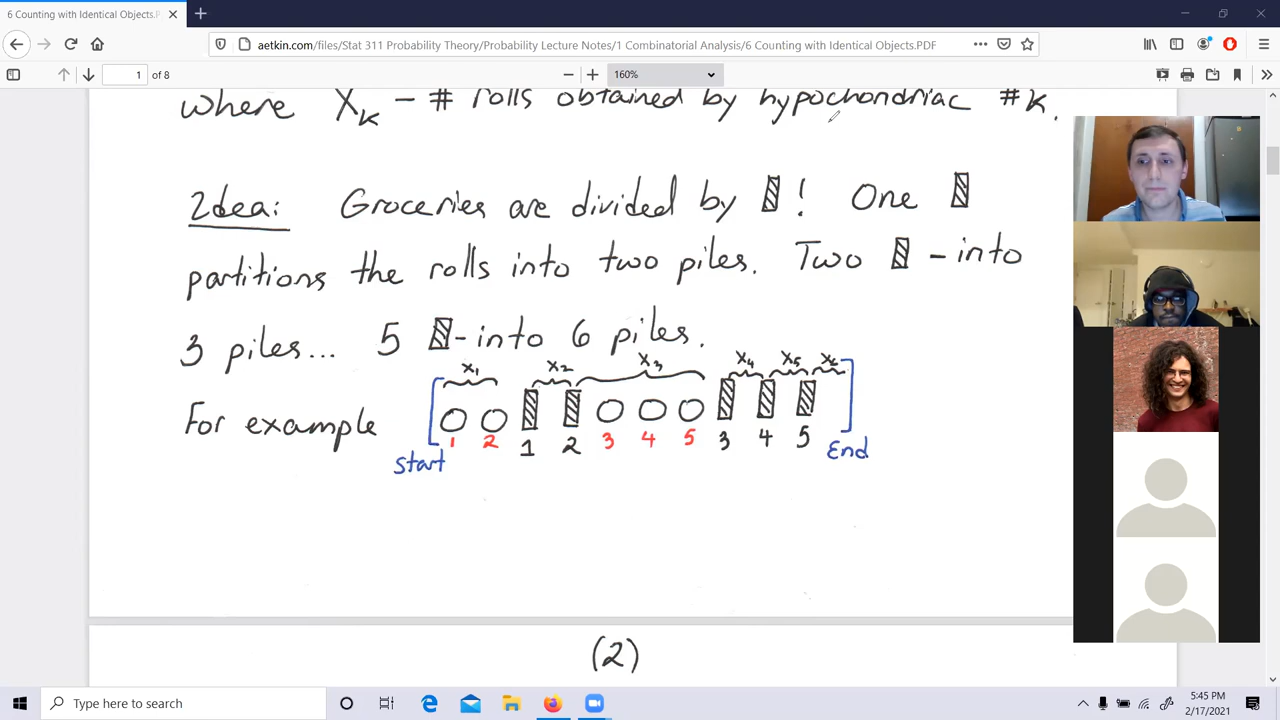 6 Counting with Identical Objects.P
aetkin.com/files/Stat 311 Probability Theory/Probability Lecture Notes/1 Combinatorial Analysis/6 Counting with Identical Objects.PDF
1 of 8
160%
where X_K - # rolls obtained by hypochondriac #K.
Idea: Groceries are divided by ! One
partitions the rolls into two piles. Two - into
3 piles... 5 - into 6 piles.
x1 x2 x3 x4 x5 x6
For example
1 2 1 2 3 4 5 3 4 5
Start End
(2)
Type here to search
5:45 PM
2/17/2021